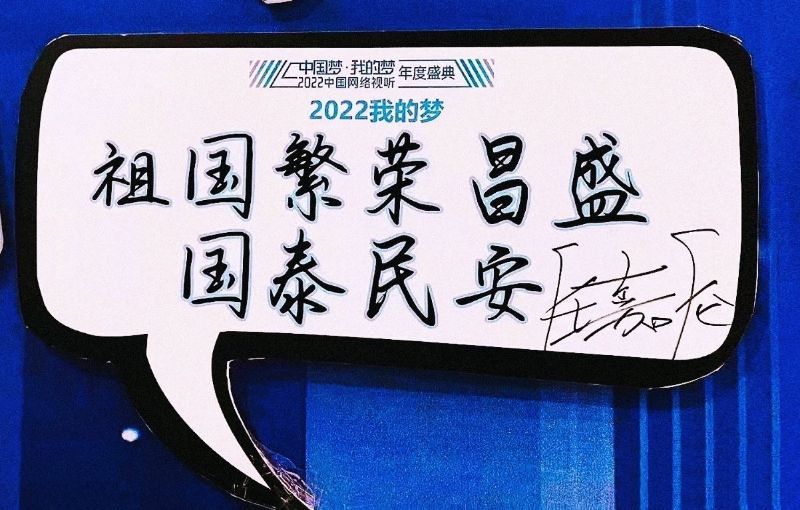 中国梦·我的梦
2022中国网络视听
年度盛典
2022我的梦
祖国繁荣昌盛
国泰民安